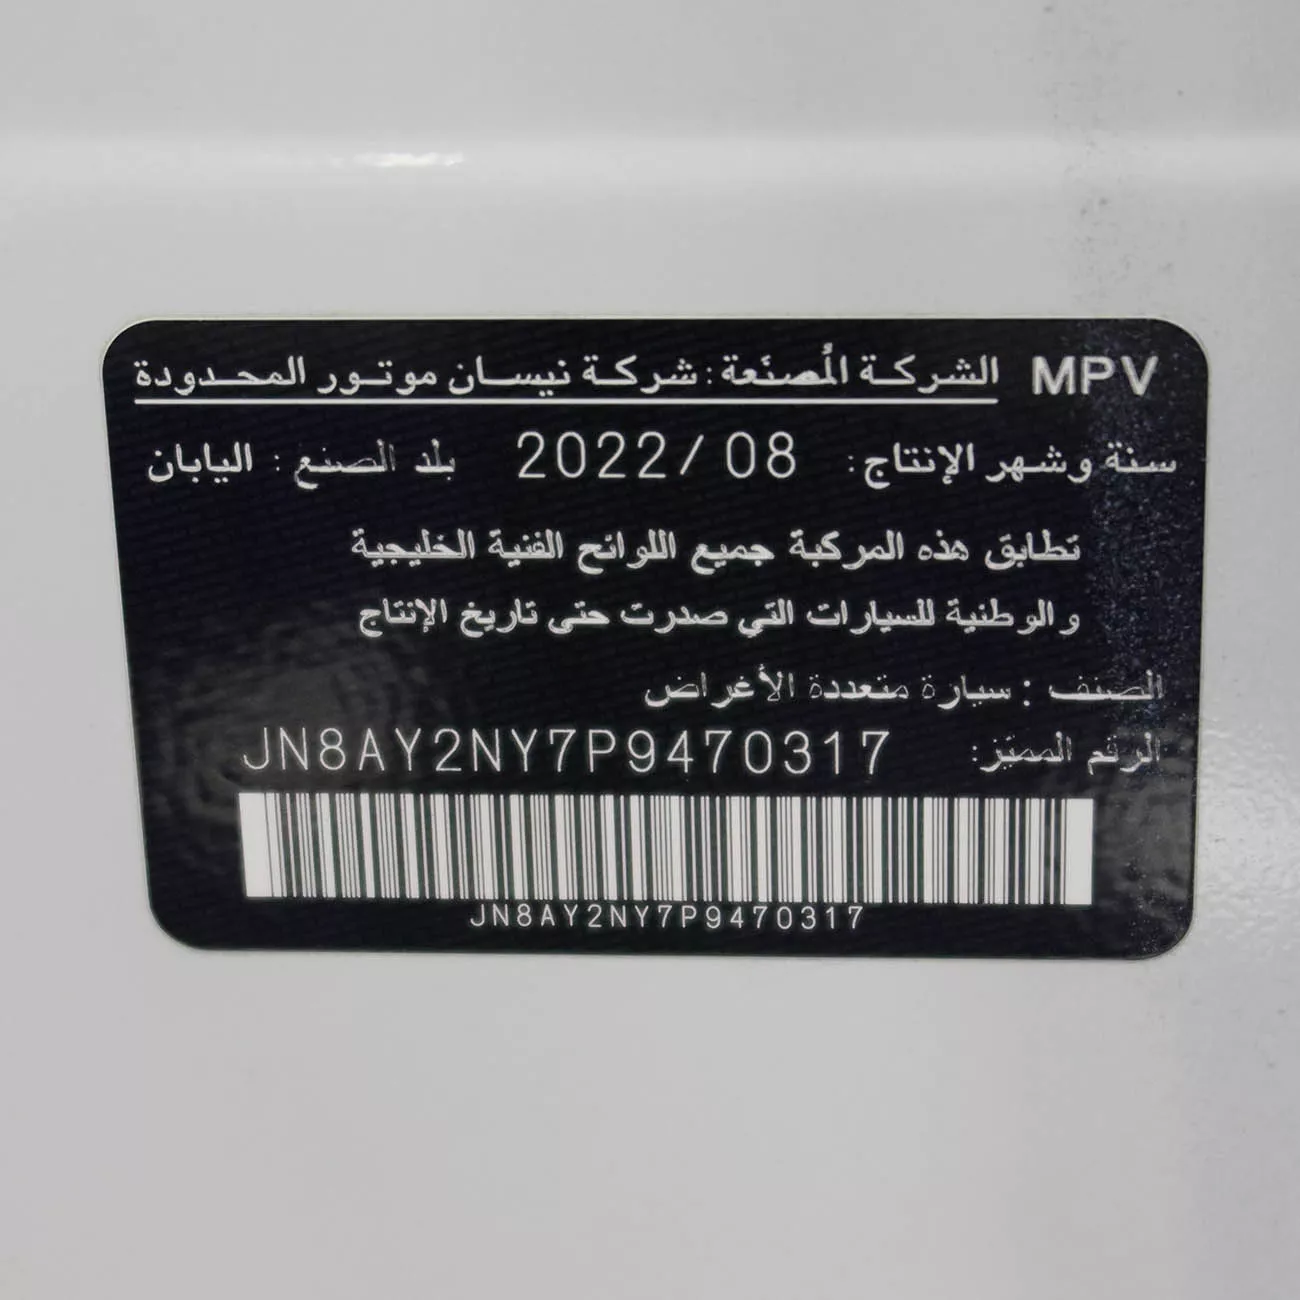 MPV الشركة المُصنّعة : شركة نيسان موتور المحدودة
سنة وشهر الإنتاج: 2022/ 08 بلد الصنع : اليابان
تطابق هذه المركبة جميع اللوائح الفنية الخليجية
والوطنية للسيارات التي صدرت حتى تاريخ الإنتاج
الصنف : سيارة متعددة الأغراض
الرقم المميّز: JN8AY2NY7P9470317
JN8AY2NY7P9470317